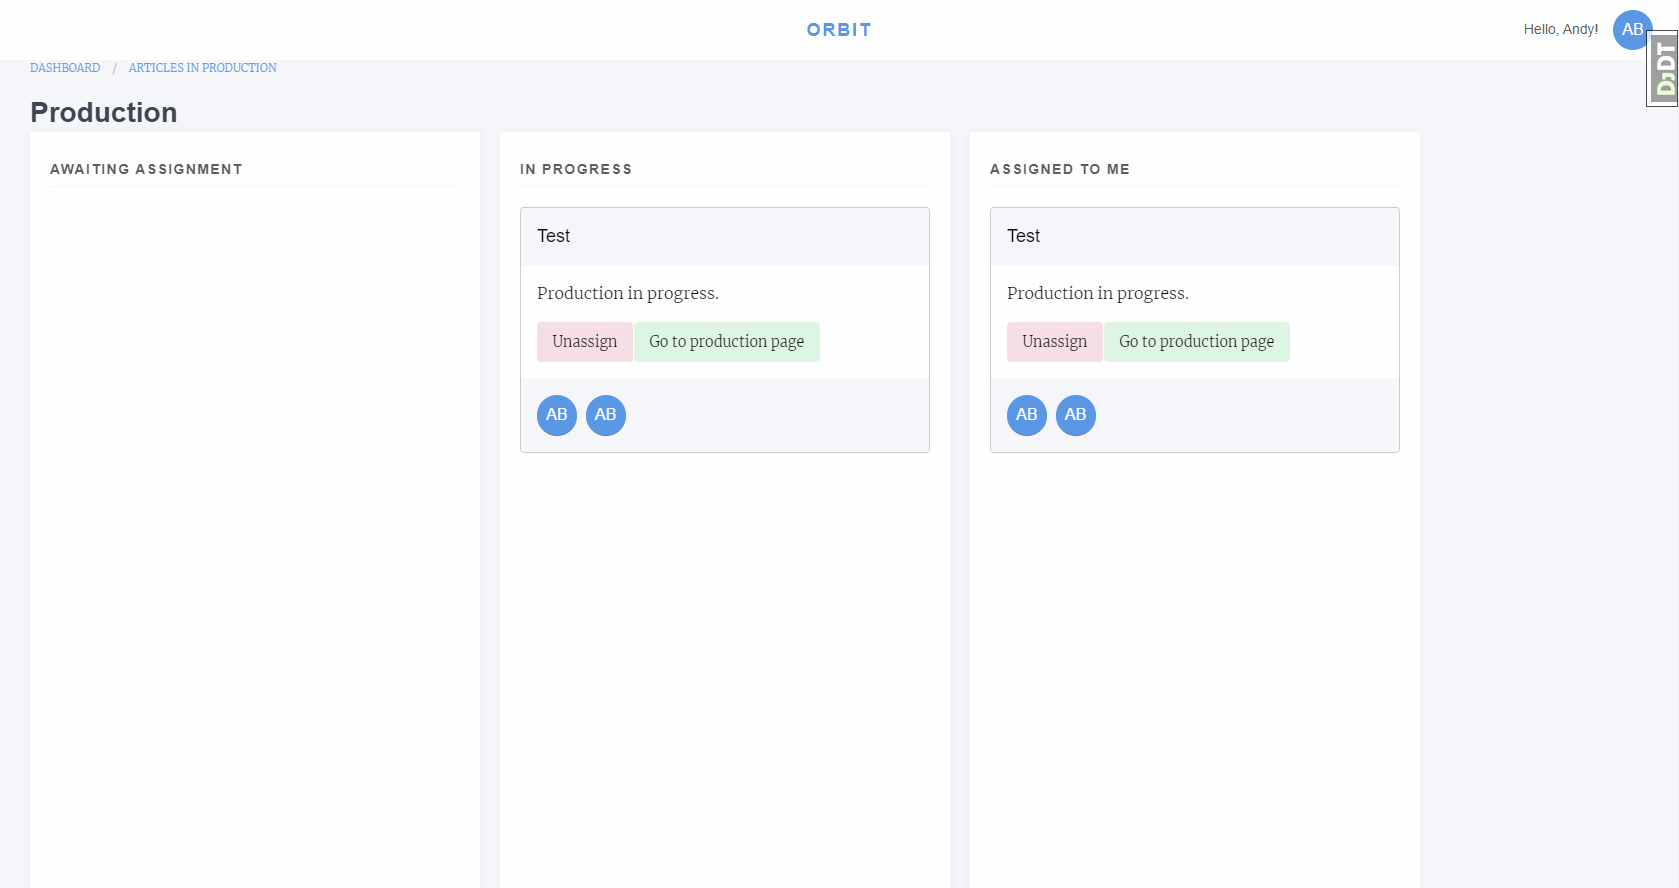 ORBIT
Hello, Andy!
AB
DJDT
DASHBOARD / ARTICLES IN PRODUCTION
Production
AWAITING ASSIGNMENT
IN PROGRESS
Test
Production in progress.
Unassign Go to production page
AB AB
ASSIGNED TO ME
Test
Production in progress.
Unassign Go to production page
AB AB